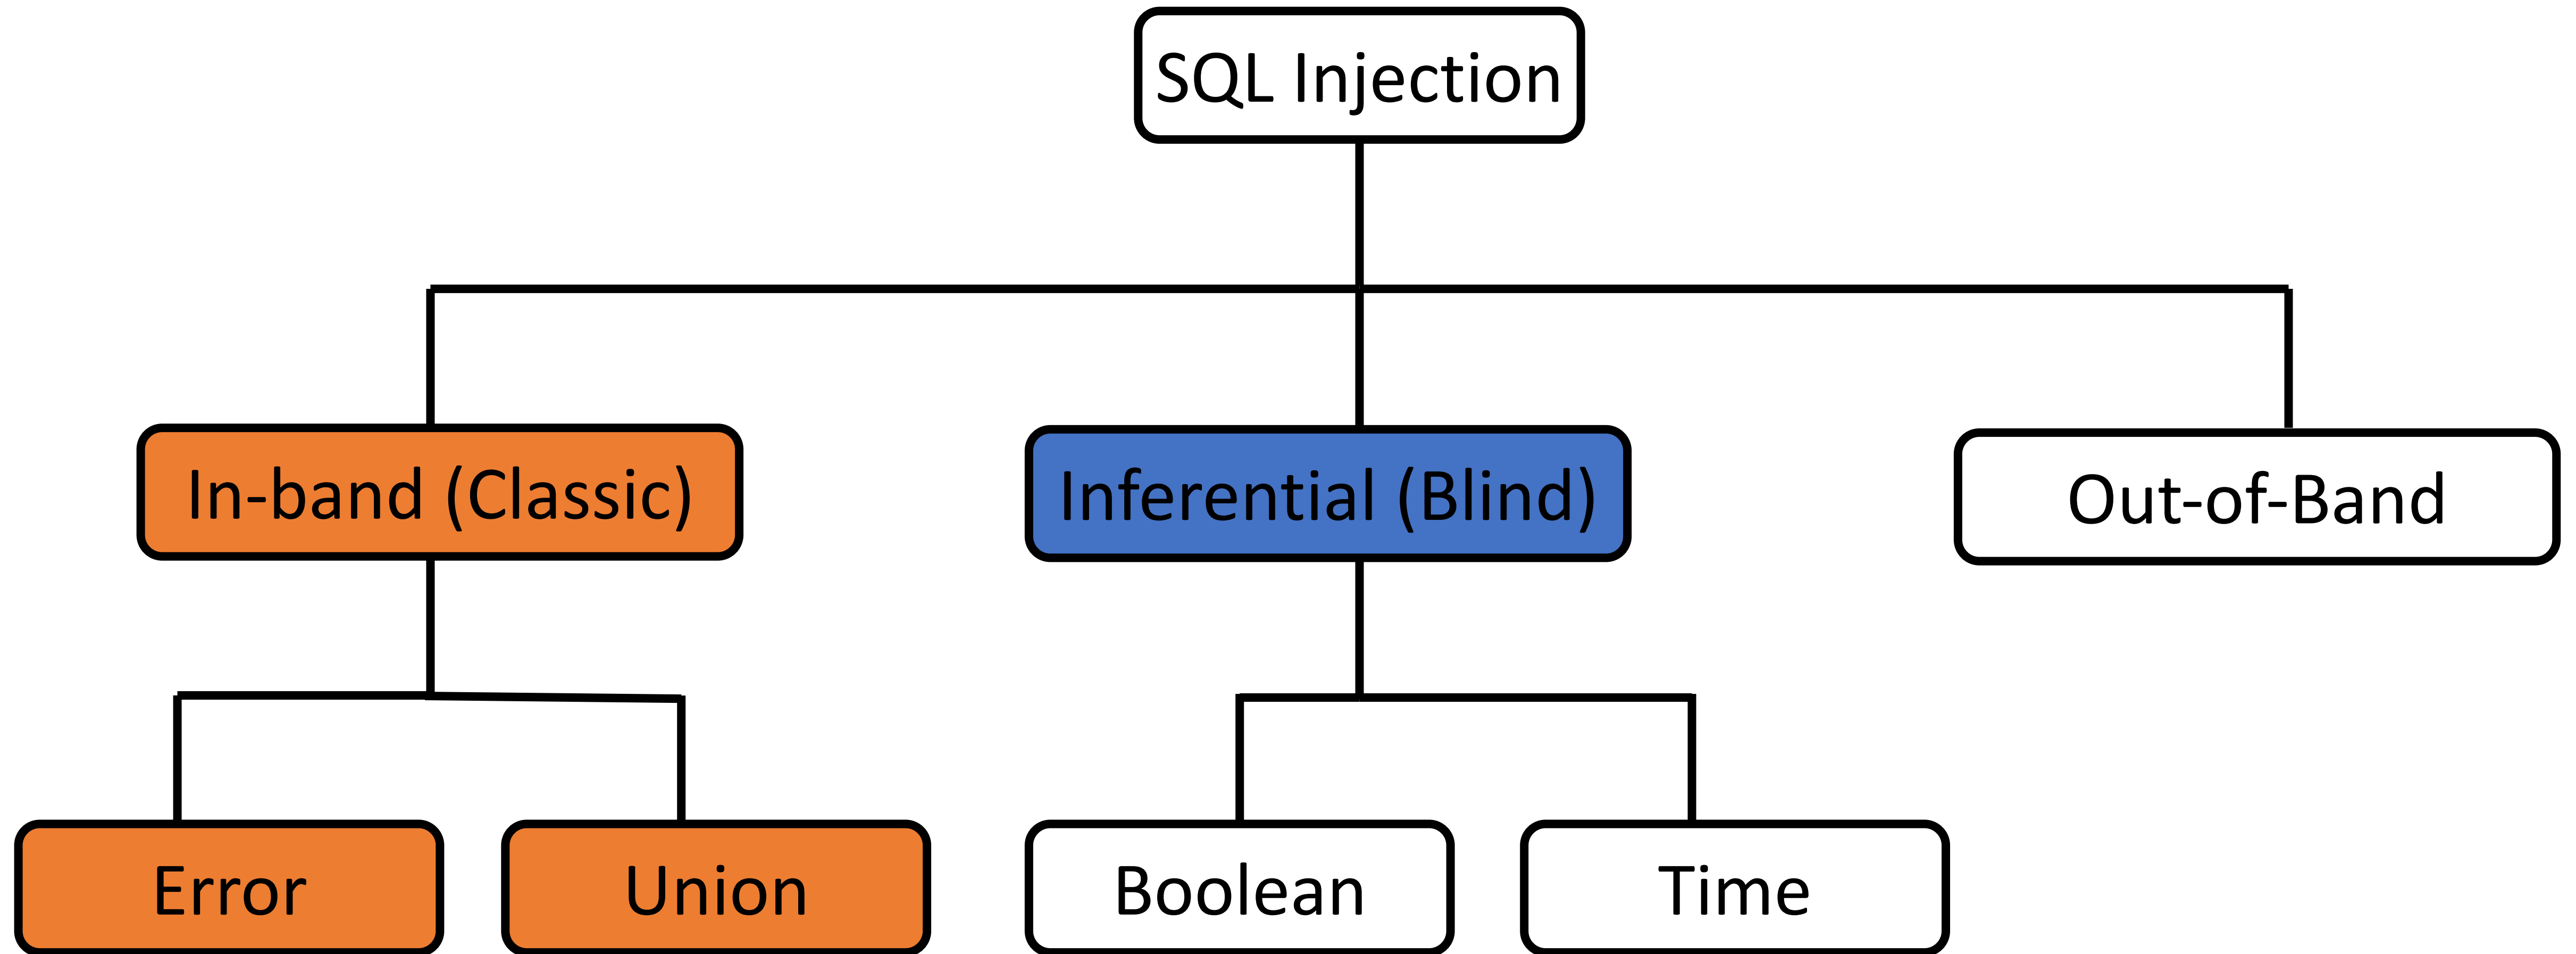 SQL Injection
In-band (Classic)
Inferential (Blind)
Out-of-Band
Error
Union
Boolean
Time